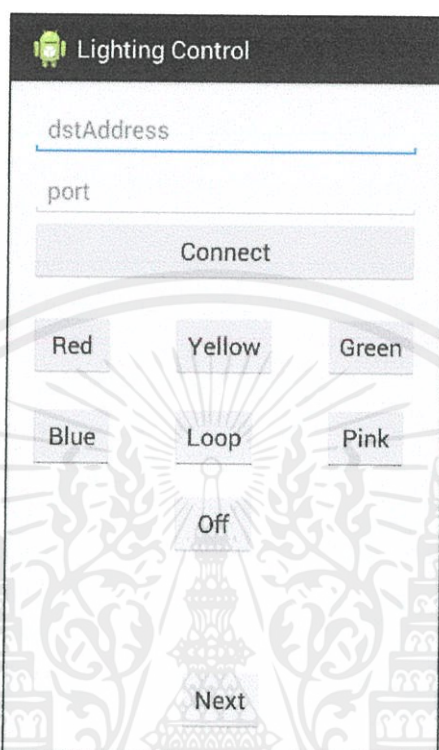 Lighting Control
dstAddress
port
Connect
Red Yellow Green
Blue Loop Pink
Off
Next